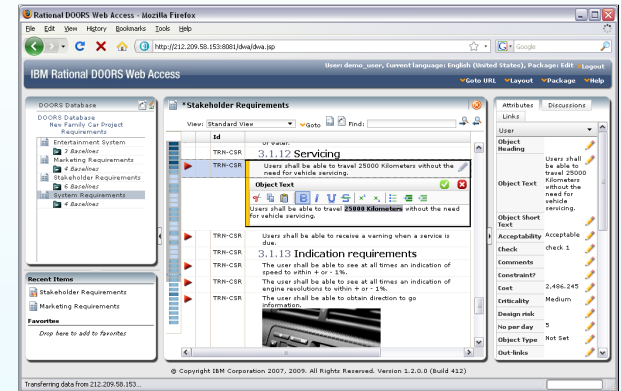 Rational DOORS Web Access - Mozilla Firefox
File Edit View History Bookmarks Tools Help
http://212.209.58.153:8081/dwa/dwa.jsp
Google
User: demo_user, Current language: English (United States), Package: Edit Logout
IBM Rational DOORS Web Access
Goto URL Layout Package Help
DOORS Database
DOORS Database
New Family Car Project
Requirements
Entertainment System
3 Baselines
Marketing Requirements
4 Baselines
Stakeholder Requirements
6 Baselines
System Requirements
4 Baselines
Recent Items
Stakeholder Requirements
Marketing Requirements
Favorites
Drop here to add to favorites
*Stakeholder Requirements
View: Standard View Goto Find:
Id
of water.
TRN-CSR 3.1.12 Servicing
TRN-CSR Users shall be able to travel 25000 Kilometers without the
need for vehicle servicing.
Object Text
B I U S
Users shall be able to travel 25000 Kilometers without the need
for vehicle servicing.
TRN-CSR Users shall be able to receive a warning when a service is
due.
TRN-CSR 3.1.13 Indication requirements
TRN-CSR The user shall be able to see at all times an indication of
speed to within + or - 1%.
TRN-CSR The user shall be able to see at all times an indication of
engine revolutions to within + or - 1%.
TRN-CSR The user shall be able to obtain direction to go
information.
Attributes Discussions
Links
User
Object
Heading
Object Text
Users shall
be able to
travel 25000
Kilometers
without the
need for
vehicle
servicing.
Object Short
Text
Acceptability Acceptable
Check check 1
Comments
Constraint?
Cost 2,486.245
Criticality Medium
Design risk
No per day 5
Object Type Not Set
Out-links
© Copyright IBM Corporation 2007, 2009. All Rights Reserved. Version 1.2.0.0 (Build 412)
Transferring data from 212.209.58.153...